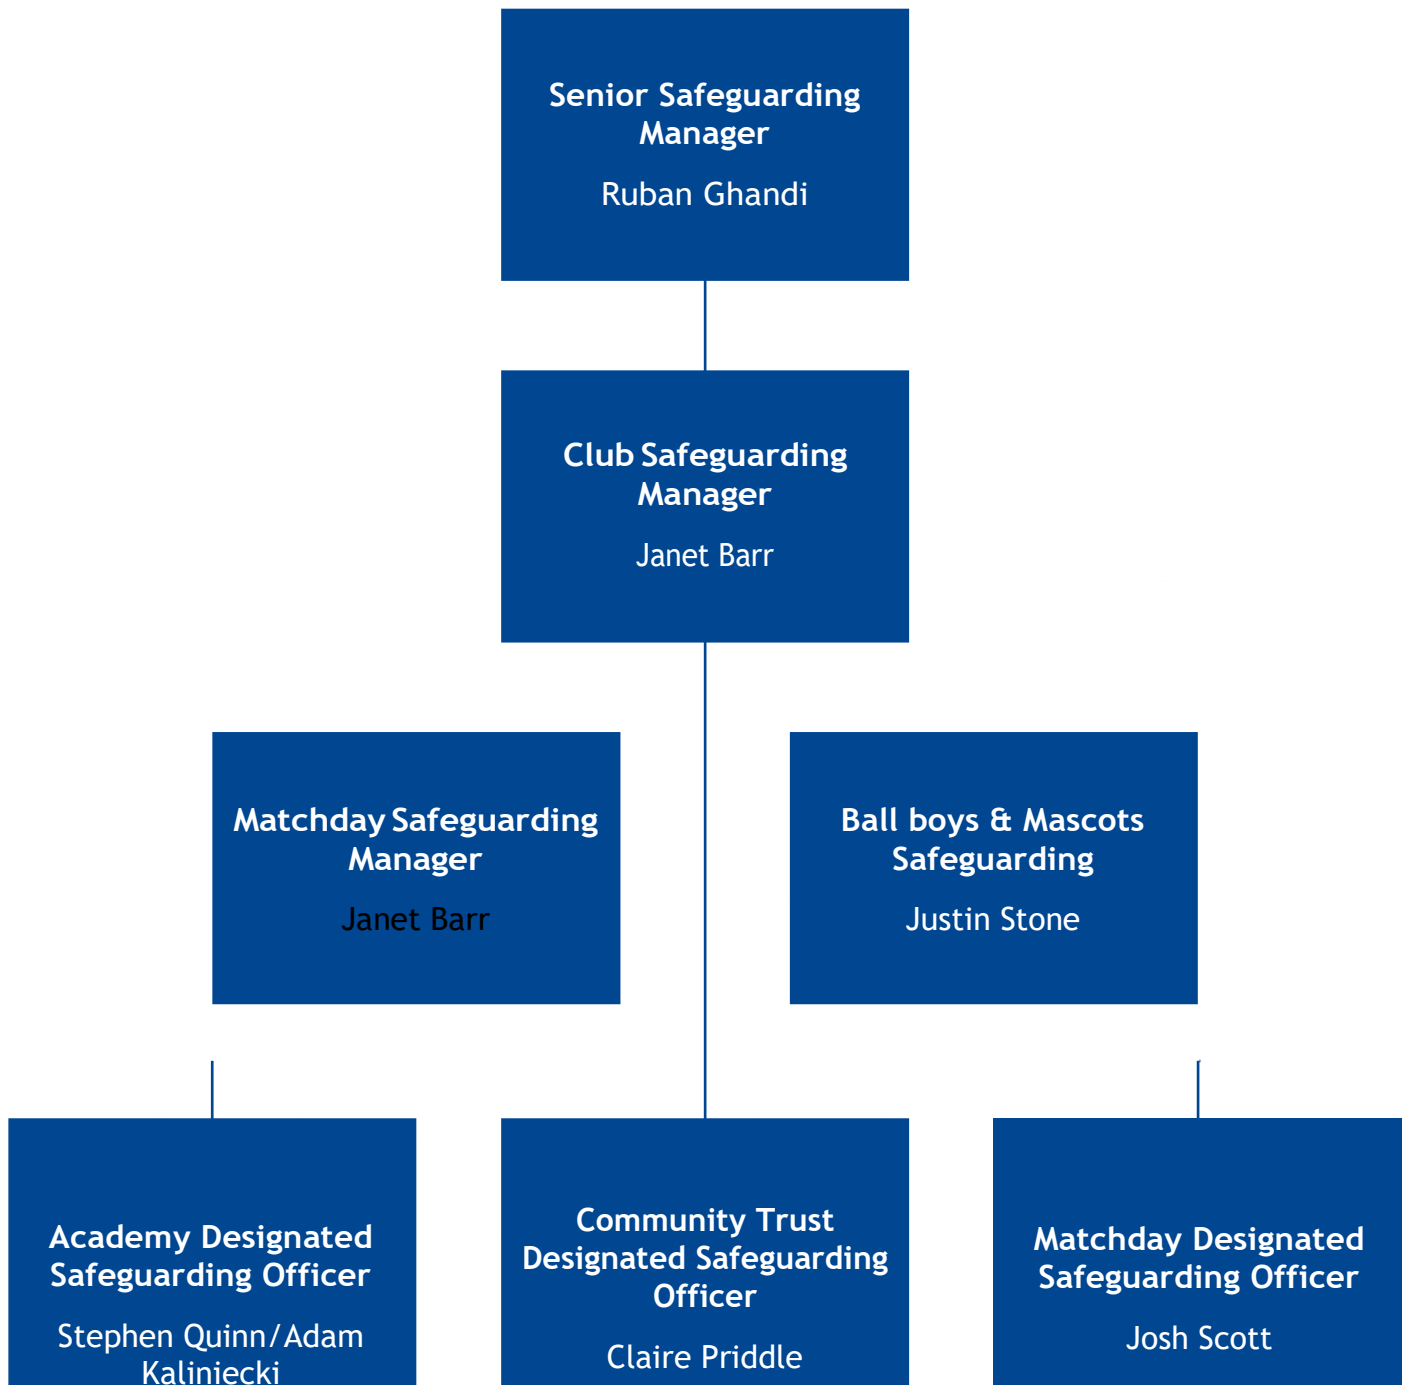 Senior Safeguarding
Manager
Ruban Ghandi
Club Safeguarding
Manager
Janet Barr
Matchday Safeguarding
Manager
Janet Barr
Ball boys & Mascots
Safeguarding
Justin Stone
Academy Designated
Safeguarding Officer
Stephen Quinn/Adam
Kaliniecki
Community Trust
Designated Safeguarding
Officer
Claire Priddle
Matchday Designated
Safeguarding Officer
Josh Scott